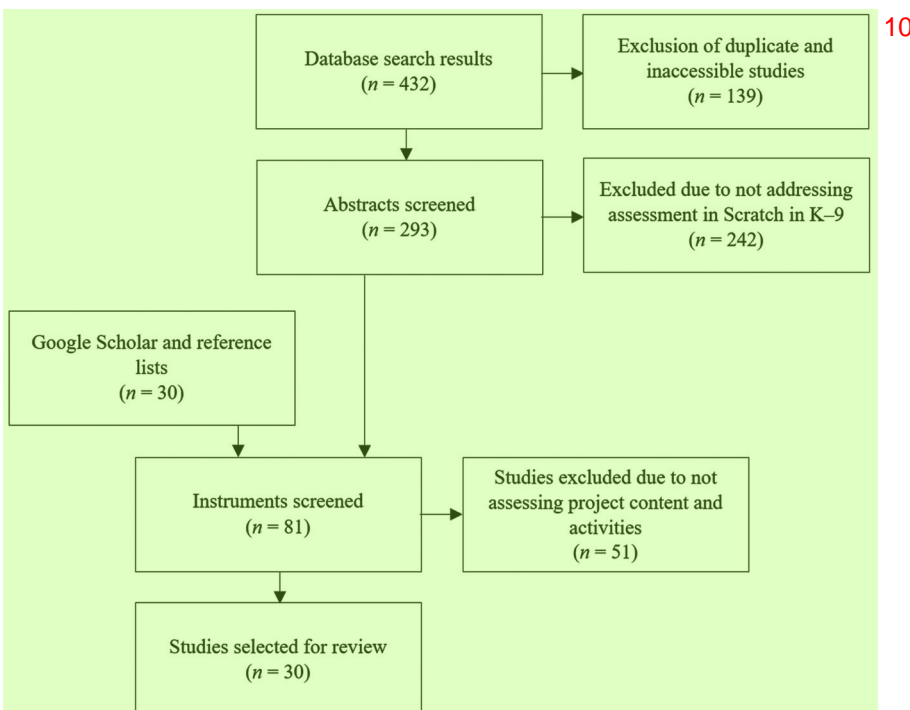 10
Database search results
(n = 432)
Exclusion of duplicate and
inaccessible studies
(n = 139)
Abstracts screened
(n = 293)
Excluded due to not addressing
assessment in Scratch in K–9
(n = 242)
Google Scholar and reference
lists
(n = 30)
Instruments screened
(n = 81)
Studies excluded due to not
assessing project content and
activities
(n = 51)
Studies selected for review
(n = 30)